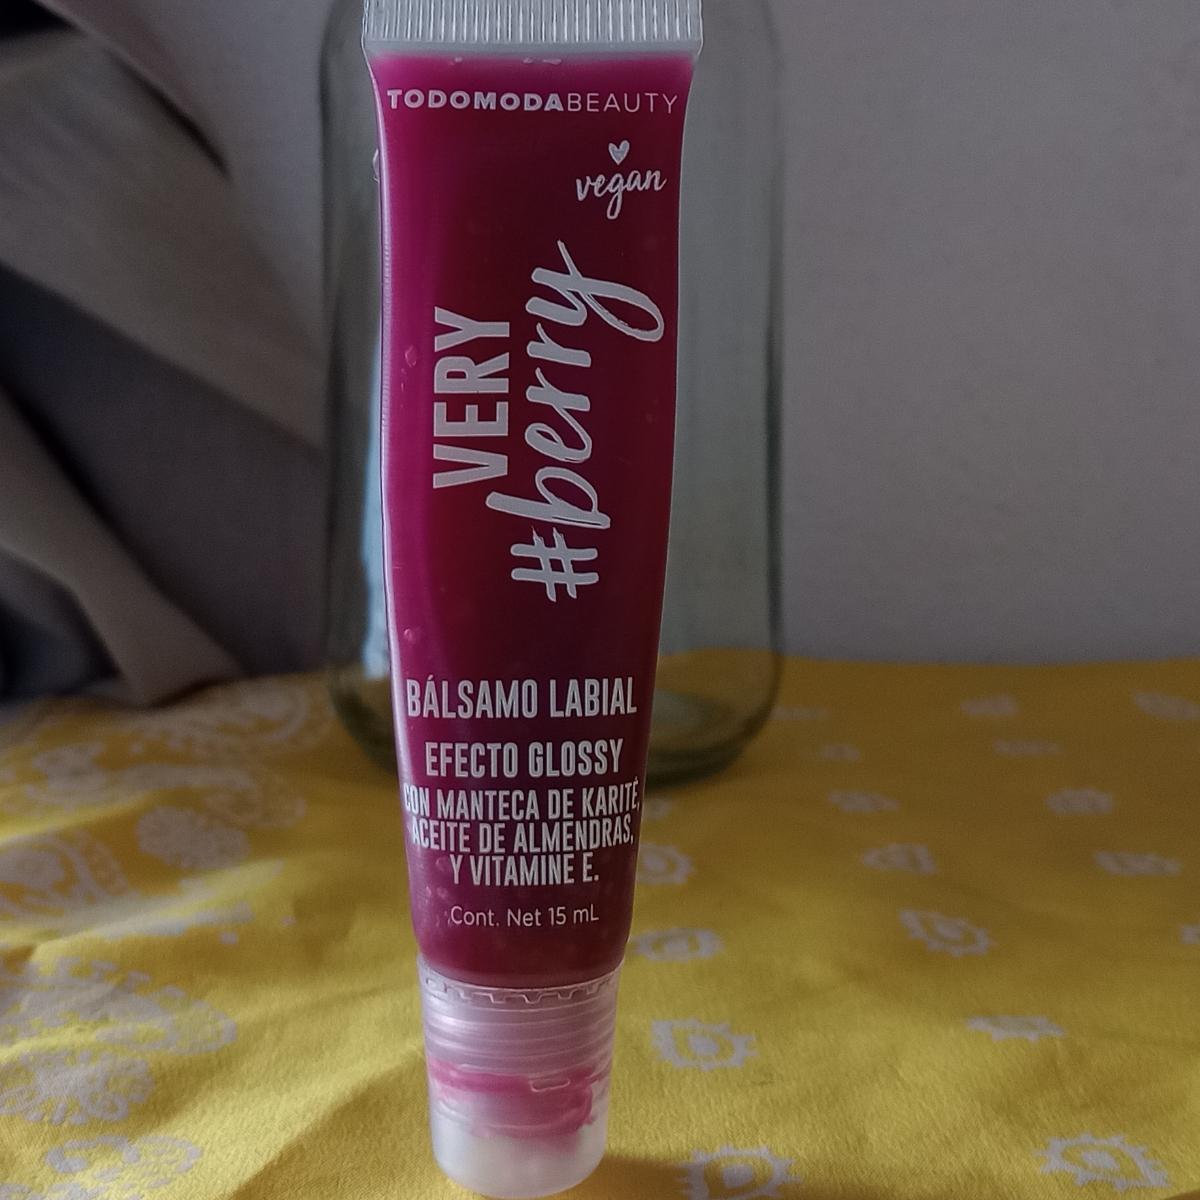 TODOMODABEAUTY
vegan
VERY
#berry
BÁLSAMO LABIAL
EFECTO GLOSSY
CON MANTECA DE KARITÉ,
ACEITE DE ALMENDRAS,
Y VITAMINE E.
Cont. Net 15 mL